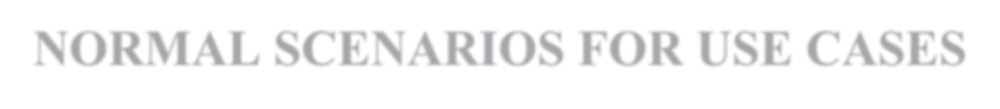 NORMAL SCENARIOS FOR USE CASES